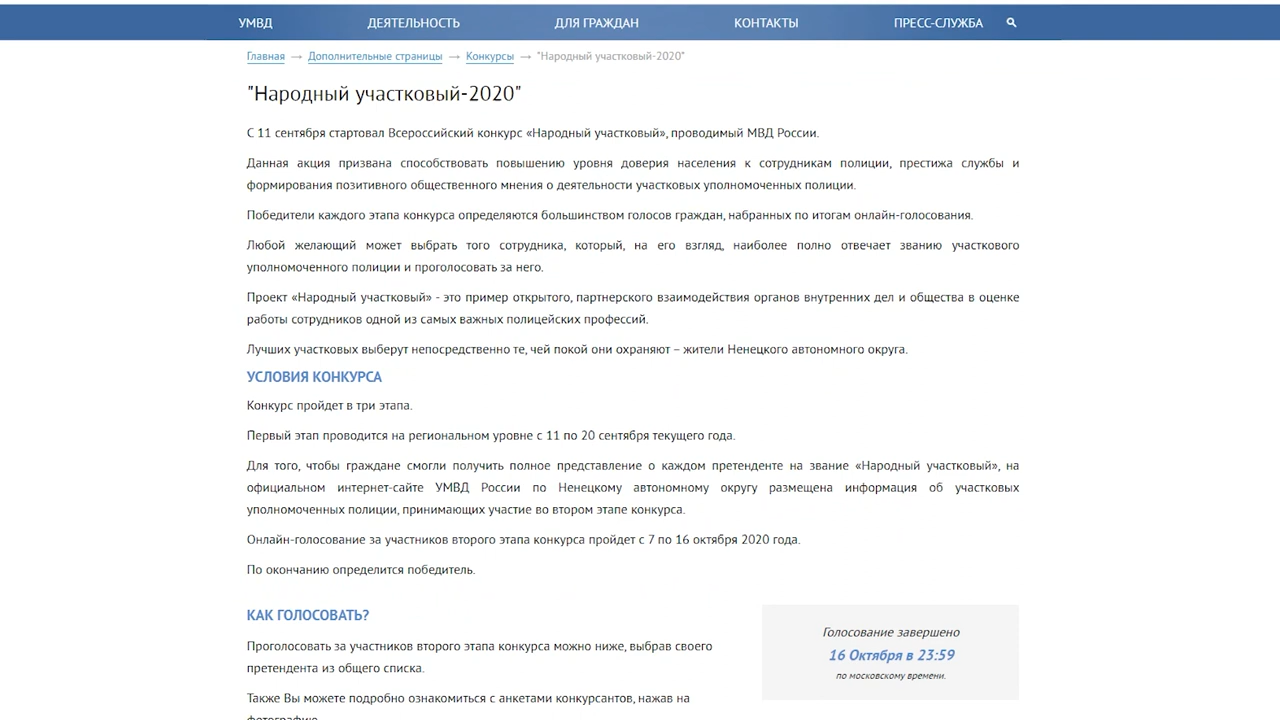 УМВД ДЕЯТЕЛЬНОСТЬ ДЛЯ ГРАЖДАН КОНТАКТЫ ПРЕСС-СЛУЖБА
Главная → Дополнительные страницы → Конкурсы → "Народный участковый-2020"
"Народный участковый-2020"
С 11 сентября стартовал Всероссийский конкурс «Народный участковый», проводимый МВД России.
Данная акция призвана способствовать повышению уровня доверия населения к сотрудникам полиции, престижа службы и
формирования позитивного общественного мнения о деятельности участковых уполномоченных полиции.
Победители каждого этапа конкурса определяются большинством голосов граждан, набранных по итогам онлайн-голосования.
Любой желающий может выбрать того сотрудника, который, на его взгляд, наиболее полно отвечает званию участкового
уполномоченного полиции и проголосовать за него.
Проект «Народный участковый» - это пример открытого, партнерского взаимодействия органов внутренних дел и общества в оценке
работы сотрудников одной из самых важных полицейских профессий.
Лучших участковых выберут непосредственно те, чей покой они охраняют – жители Ненецкого автономного округа.
УСЛОВИЯ КОНКУРСА
Конкурс пройдет в три этапа.
Первый этап проводится на региональном уровне с 11 по 20 сентября текущего года.
Для того, чтобы граждане смогли получить полное представление о каждом претенденте на звание «Народный участковый», на
официальном интернет-сайте УМВД России по Ненецкому автономному округу размещена информация об участковых
уполномоченных полиции, принимающих участие во втором этапе конкурса.
Онлайн-голосование за участников второго этапа конкурса пройдет с 7 по 16 октября 2020 года.
По окончанию определится победитель.
КАК ГОЛОСОВАТЬ?
Проголосовать за участников второго этапа конкурса можно ниже, выбрав своего
претендента из общего списка.
Также Вы можете подробно ознакомиться с анкетами конкурсантов, нажав на
фотографию.
Голосование завершено
16 Октября в 23:59
по московскому времени.